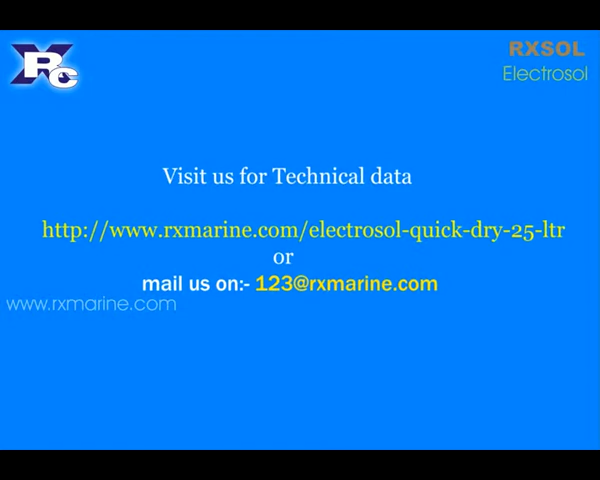 XRC
RXSOL
Electrosol
Visit us for Technical data
http://www.rxmarine.com/electrosol-quick-dry-25-ltr
or
mail us on:- 123@rxmarine.com
www.rxmarine.com